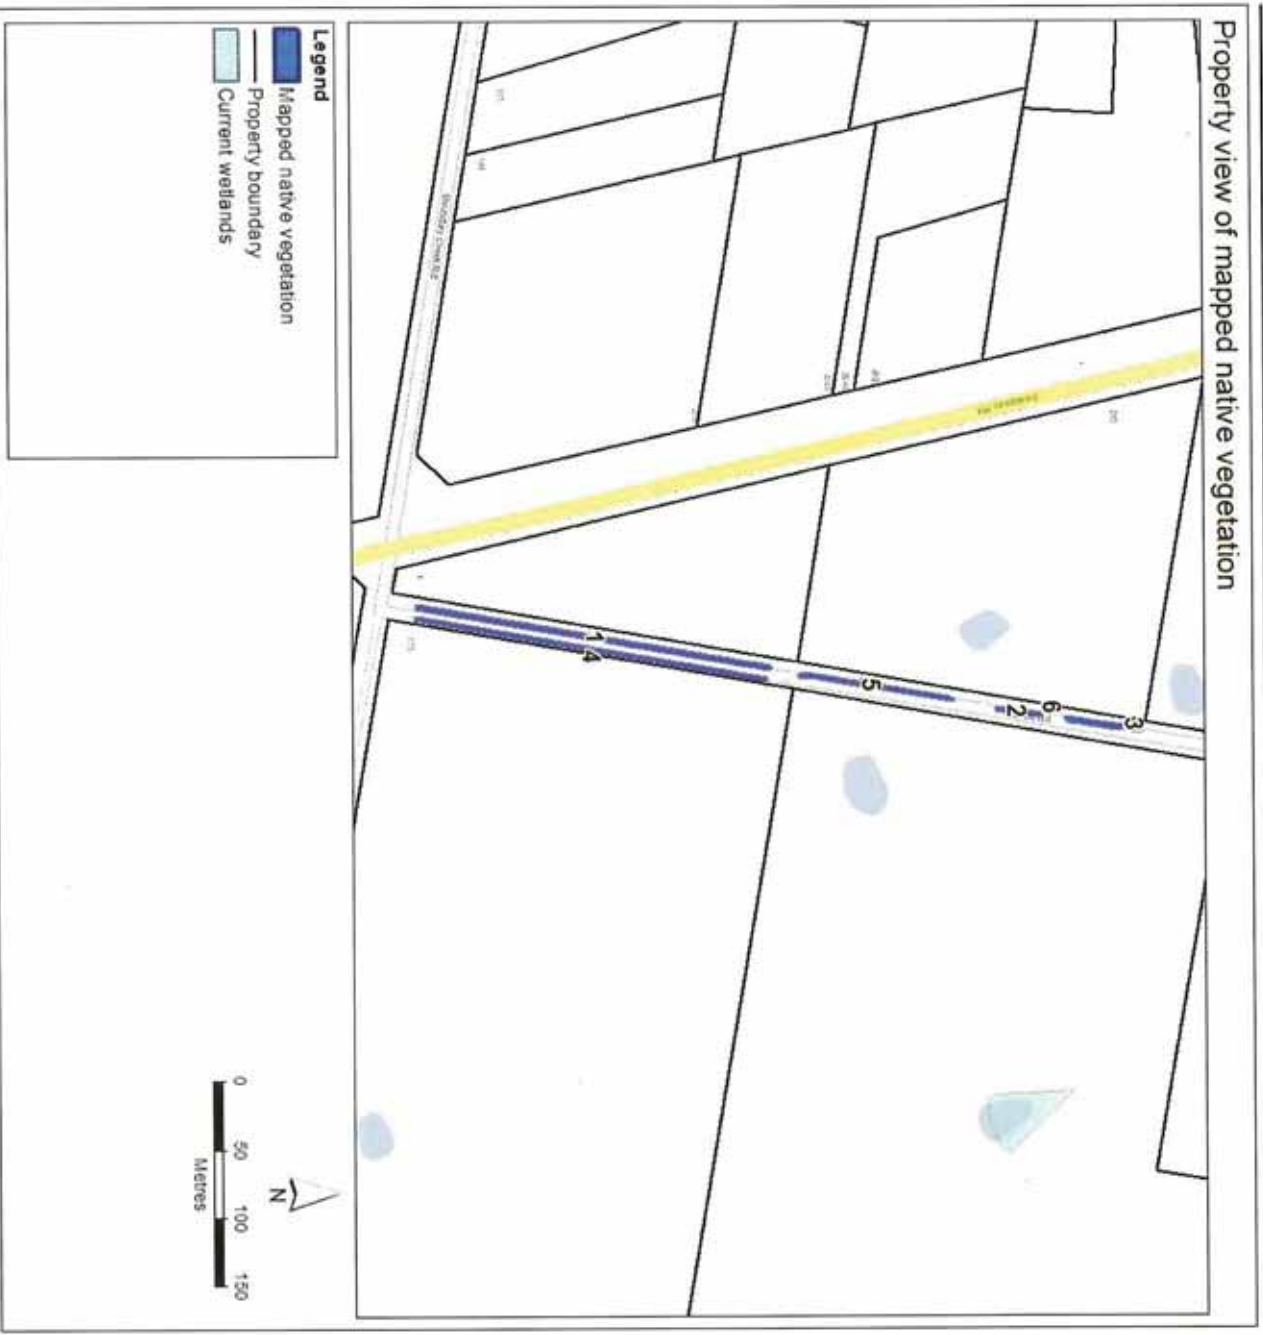 Property view of mapped native vegetation
1
4
5
2
6
3
Legend
Mapped native vegetation
Property boundary
Current wetlands
N
0 50 100 150
Metres